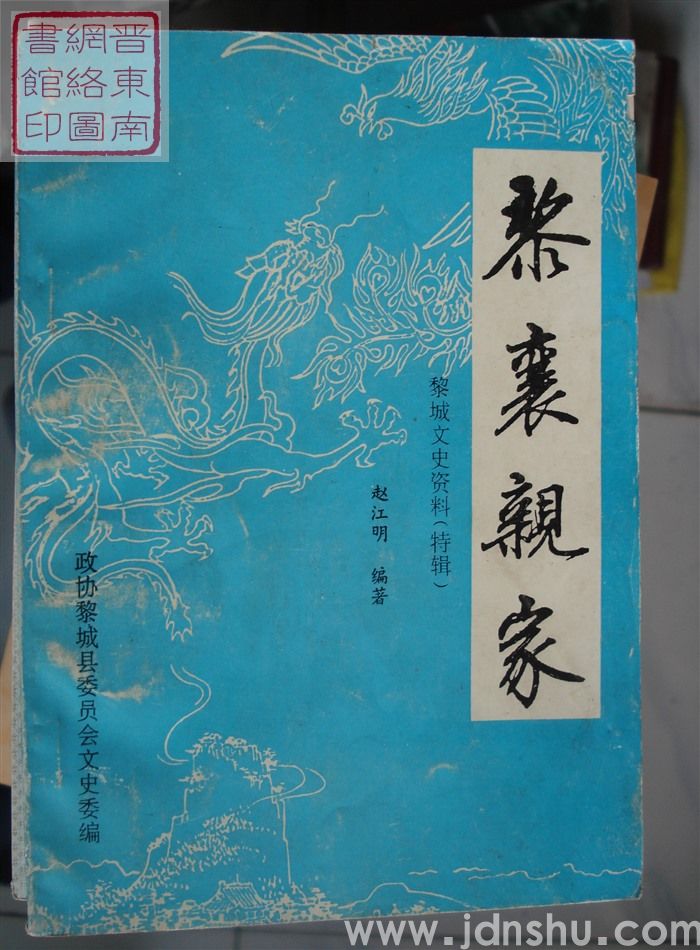 晋東南
網絡圖
書館印
黎襄親家
黎城文史资料(特辑)
赵江明 编著
政协黎城县委员会文史委编
www.jdnshu.com